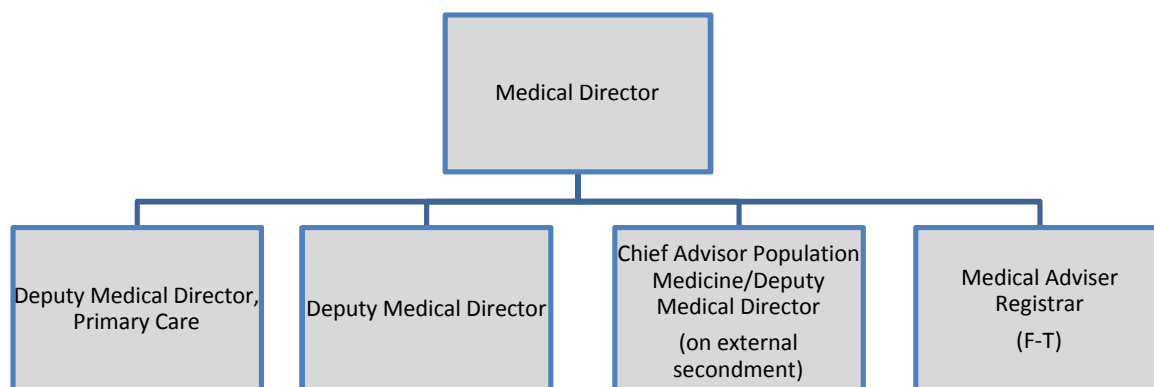 Medical Director
Deputy Medical Director,
Primary Care
Deputy Medical Director
Chief Advisor Population
Medicine/Deputy
Medical Director
(on external
secondment)
Medical Adviser
Registrar
(F-T)